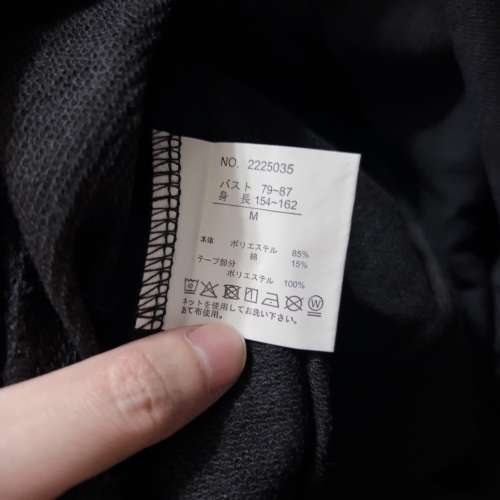 NO. 2225035
バスト 79~87
身 長 154~162
M
本体 ポリエステル 85%
綿 15%
テープ部分
ポリエステル 100%
ネットを使用してお洗い下さい。
あて布使用